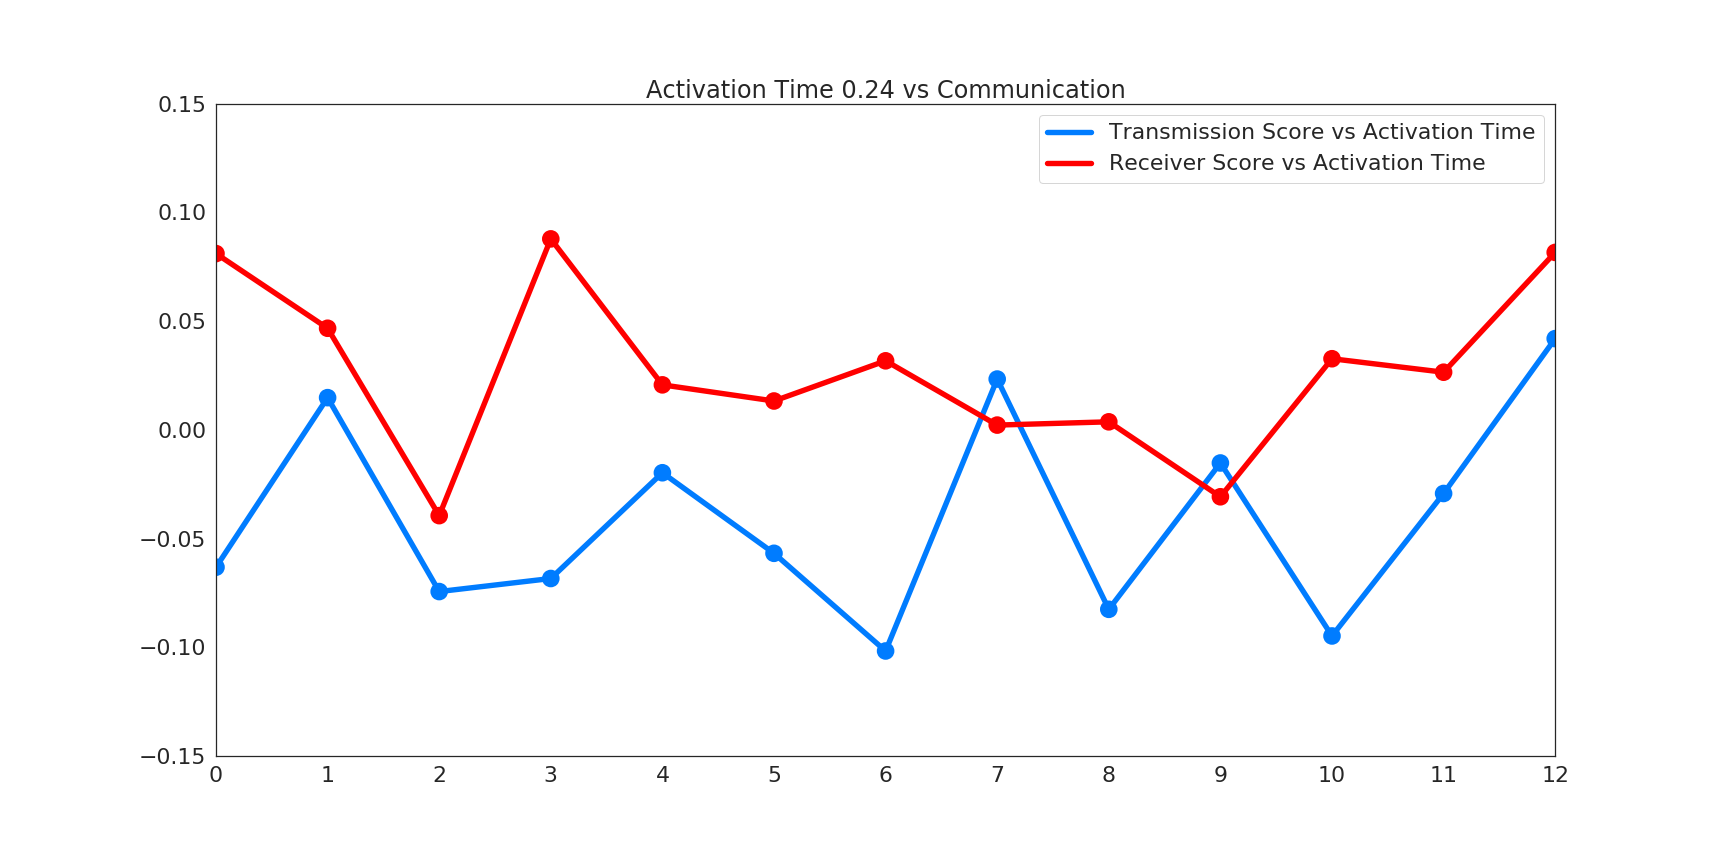 Activation Time 0.24 vs Communication
0.15
0.10
0.05
0.00
−0.05
−0.10
−0.15
Transmission Score vs Activation Time
Receiver Score vs Activation Time
0 1 2 3 4 5 6 7 8 9 10 11 12